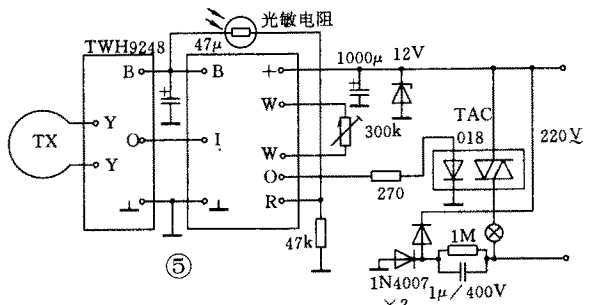 光敏电阻
TWH9248
47μ
1000μ
12V
B
B
+
W
Y
TX
O
I
300k
TAC
018
220V
Y
W
O
270
R
47k
1M
⑤
1N4007
×2
1μ/400V